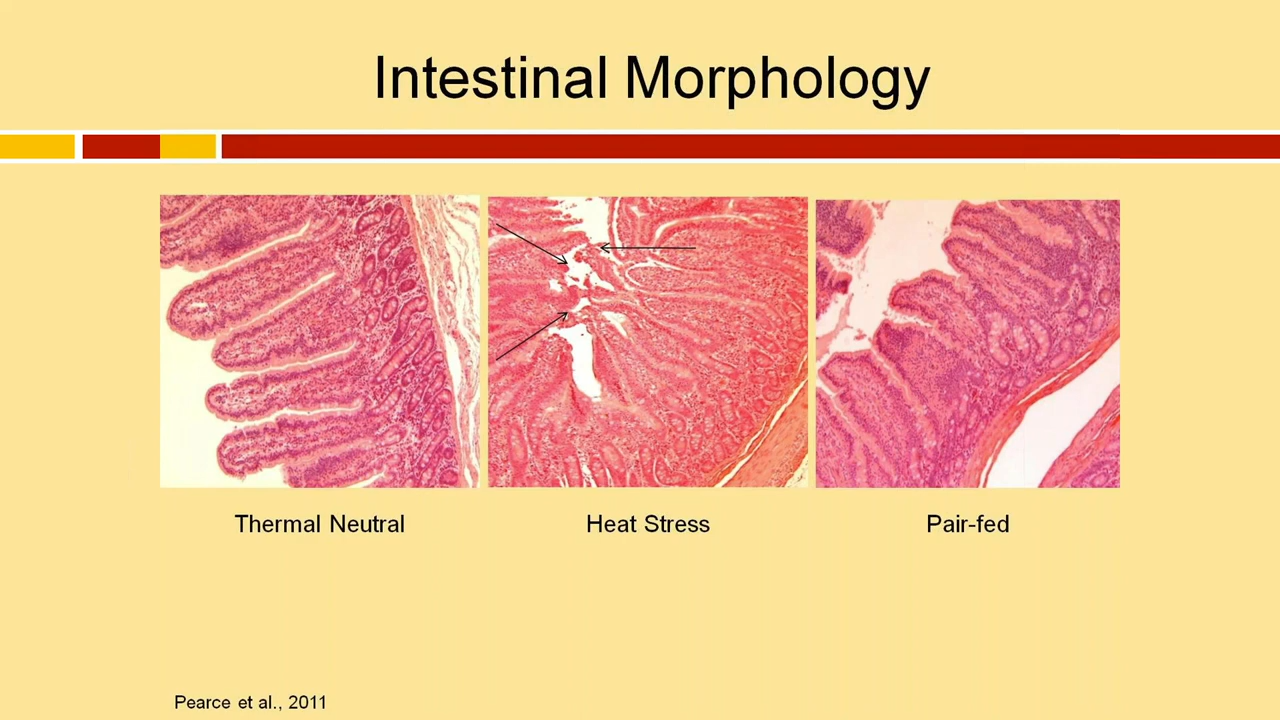 Intestinal Morphology
Thermal Neutral
Heat Stress
Pair-fed
Pearce et al., 2011